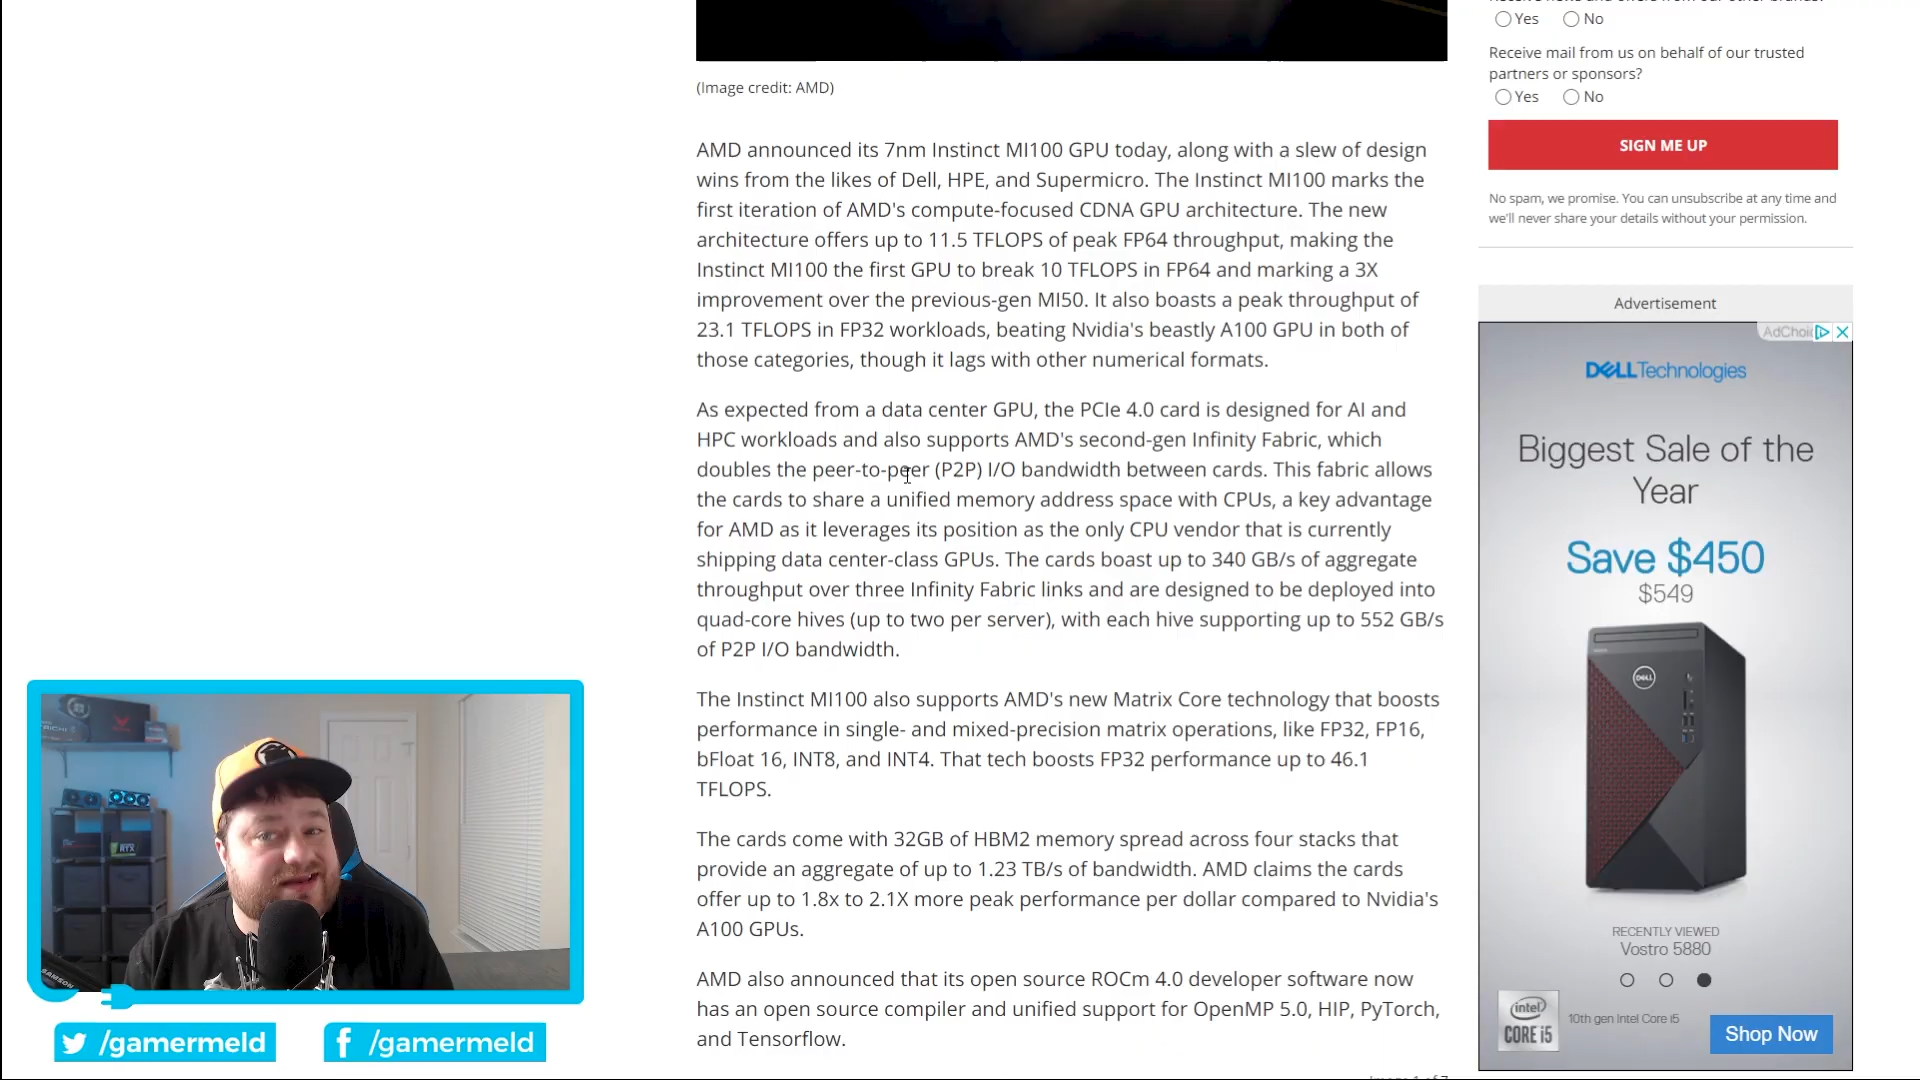 Yes No
Receive mail from us on behalf of our trusted
partners or sponsors?
Yes No
SIGN ME UP
No spam, we promise. You can unsubscribe at any time and
we'll never share your details without your permission.
(Image credit: AMD)
AMD announced its 7nm Instinct MI100 GPU today, along with a slew of design
wins from the likes of Dell, HPE, and Supermicro. The Instinct MI100 marks the
first iteration of AMD's compute-focused CDNA GPU architecture. The new
architecture offers up to 11.5 TFLOPS of peak FP64 throughput, making the
Instinct MI100 the first GPU to break 10 TFLOPS in FP64 and marking a 3X
improvement over the previous-gen MI50. It also boasts a peak throughput of
23.1 TFLOPS in FP32 workloads, beating Nvidia's beastly A100 GPU in both of
those categories, though it lags with other numerical formats.
As expected from a data center GPU, the PCIe 4.0 card is designed for AI and
HPC workloads and also supports AMD's second-gen Infinity Fabric, which
doubles the peer-to-peer (P2P) I/O bandwidth between cards. This fabric allows
the cards to share a unified memory address space with CPUs, a key advantage
for AMD as it leverages its position as the only CPU vendor that is currently
shipping data center-class GPUs. The cards boast up to 340 GB/s of aggregate
throughput over three Infinity Fabric links and are designed to be deployed into
quad-core hives (up to two per server), with each hive supporting up to 552 GB/s
of P2P I/O bandwidth.
The Instinct MI100 also supports AMD's new Matrix Core technology that boosts
performance in single- and mixed-precision matrix operations, like FP32, FP16,
bFloat 16, INT8, and INT4. That tech boosts FP32 performance up to 46.1
TFLOPS.
The cards come with 32GB of HBM2 memory spread across four stacks that
provide an aggregate of up to 1.23 TB/s of bandwidth. AMD claims the cards
offer up to 1.8x to 2.1X more peak performance per dollar compared to Nvidia's
A100 GPUs.
AMD also announced that its open source ROCm 4.0 developer software now
has an open source compiler and unified support for OpenMP 5.0, HIP, PyTorch,
and Tensorflow.
Advertisement
AdChoi
DELL Technologies
Biggest Sale of the
Year
Save $450
$549
DELL
RECENTLY VIEWED
Vostro 5880
intel
CORE i5
10th gen Intel Core i5
Shop Now
SAMSON
/gamermeld
/gamermeld